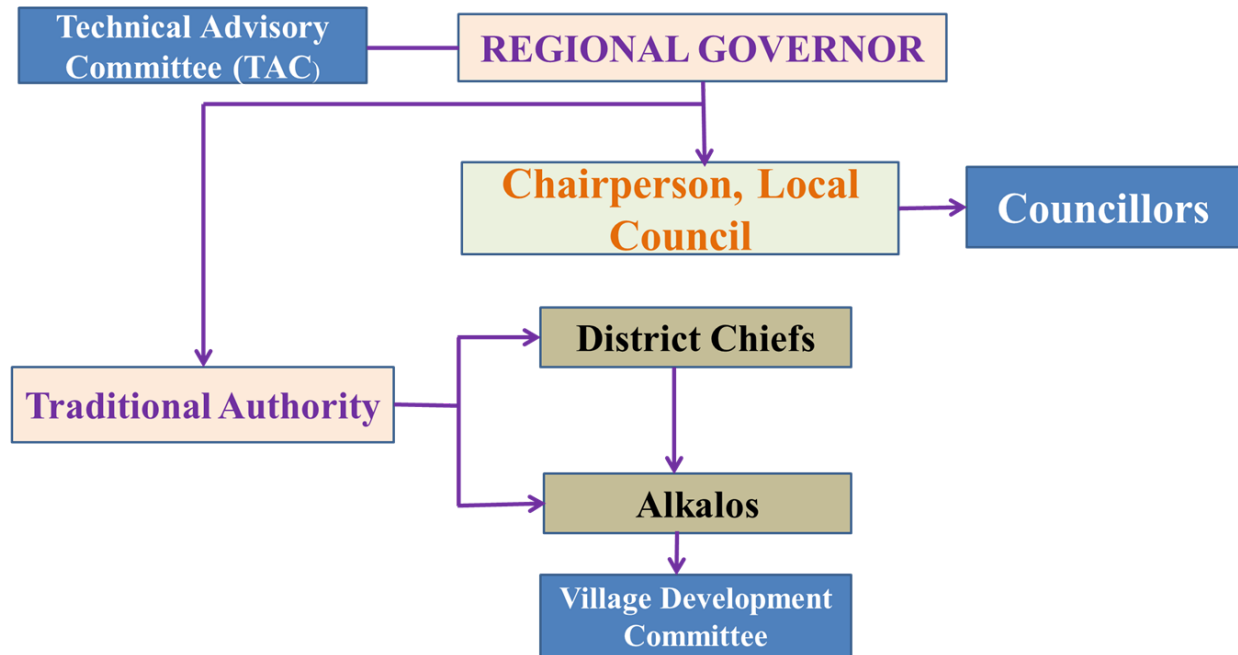 Technical Advisory
Committee (TAC)
REGIONAL GOVERNOR
Chairperson, Local
Council
Councillors
District Chiefs
Traditional Authority
Alkalos
Village Development
Committee